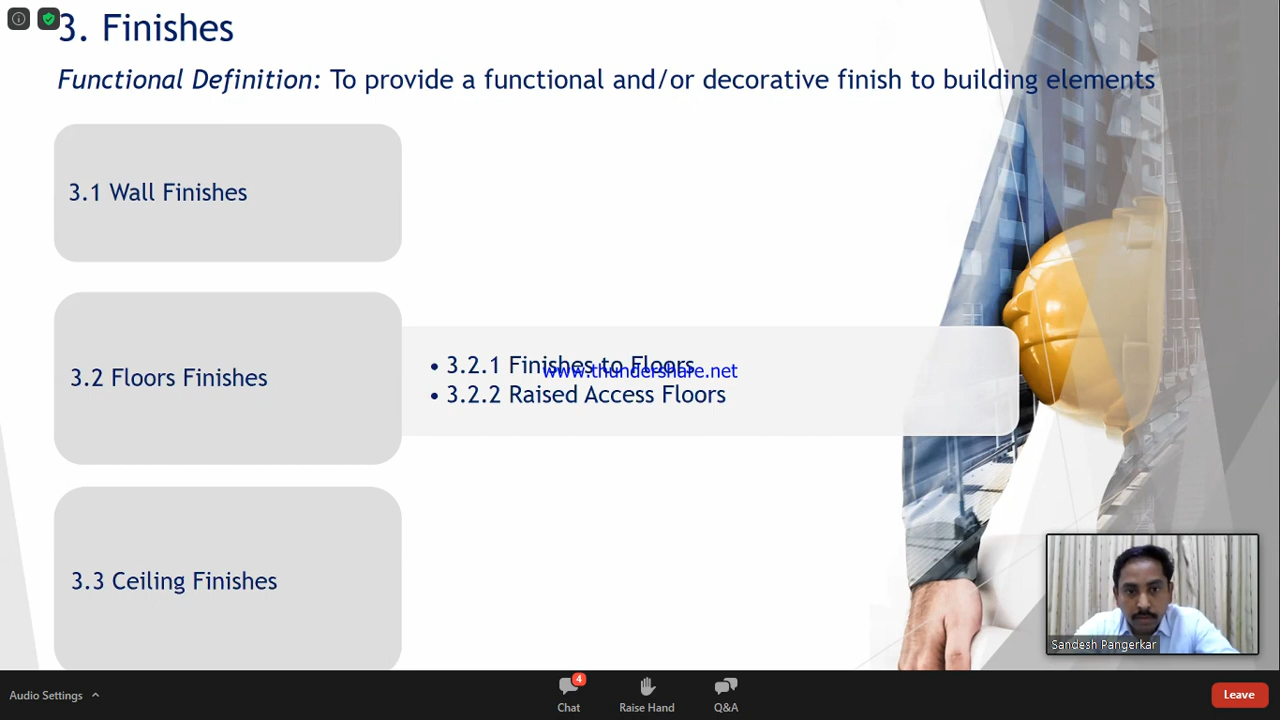 3. Finishes
Functional Definition: To provide a functional and/or decorative finish to building elements
3.1 Wall Finishes
3.2 Floors Finishes
• 3.2.1 Finishes to Floors
www.thundershare.net
• 3.2.2 Raised Access Floors
3.3 Ceiling Finishes
Sandesh Pangerkar
Audio Settings
4
Chat
Raise Hand
Q&A
Leave